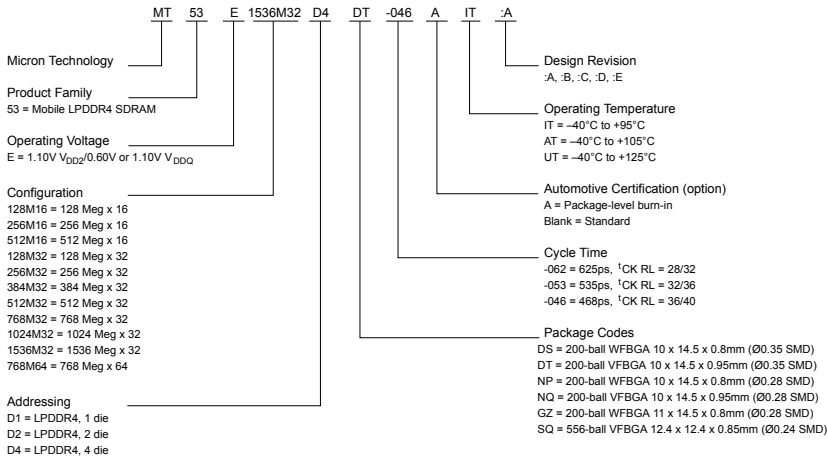 MT 53 E 1536M32 D4 DT -046 A IT :A
Micron Technology
Product Family
53 = Mobile LPDDR4 SDRAM
Operating Voltage
E = 1.10V VDD2/0.60V or 1.10V VDDQ
Configuration
128M16 = 128 Meg x 16
256M16 = 256 Meg x 16
512M16 = 512 Meg x 16
128M32 = 128 Meg x 32
256M32 = 256 Meg x 32
384M32 = 384 Meg x 32
512M32 = 512 Meg x 32
768M32 = 768 Meg x 32
1024M32 = 1024 Meg x 32
1536M32 = 1536 Meg x 32
768M64 = 768 Meg x 64
Addressing
D1 = LPDDR4, 1 die
D2 = LPDDR4, 2 die
D4 = LPDDR4, 4 die
Design Revision
:A, :B, :C, :D, :E
Operating Temperature
IT = –40°C to +95°C
AT = –40°C to +105°C
UT = –40°C to +125°C
Automotive Certification (option)
A = Package-level burn-in
Blank = Standard
Cycle Time
-062 = 625ps, tCK RL = 28/32
-053 = 535ps, tCK RL = 32/36
-046 = 468ps, tCK RL = 36/40
Package Codes
DS = 200-ball WFBGA 10 x 14.5 x 0.8mm (Ø0.35 SMD)
DT = 200-ball VFBGA 10 x 14.5 x 0.95mm (Ø0.35 SMD)
NP = 200-ball WFBGA 10 x 14.5 x 0.8mm (Ø0.28 SMD)
NQ = 200-ball VFBGA 10 x 14.5 x 0.95mm (Ø0.28 SMD)
GZ = 200-ball WFBGA 11 x 14.5 x 0.8mm (Ø0.28 SMD)
SQ = 556-ball VFBGA 12.4 x 12.4 x 0.85mm (Ø0.24 SMD)